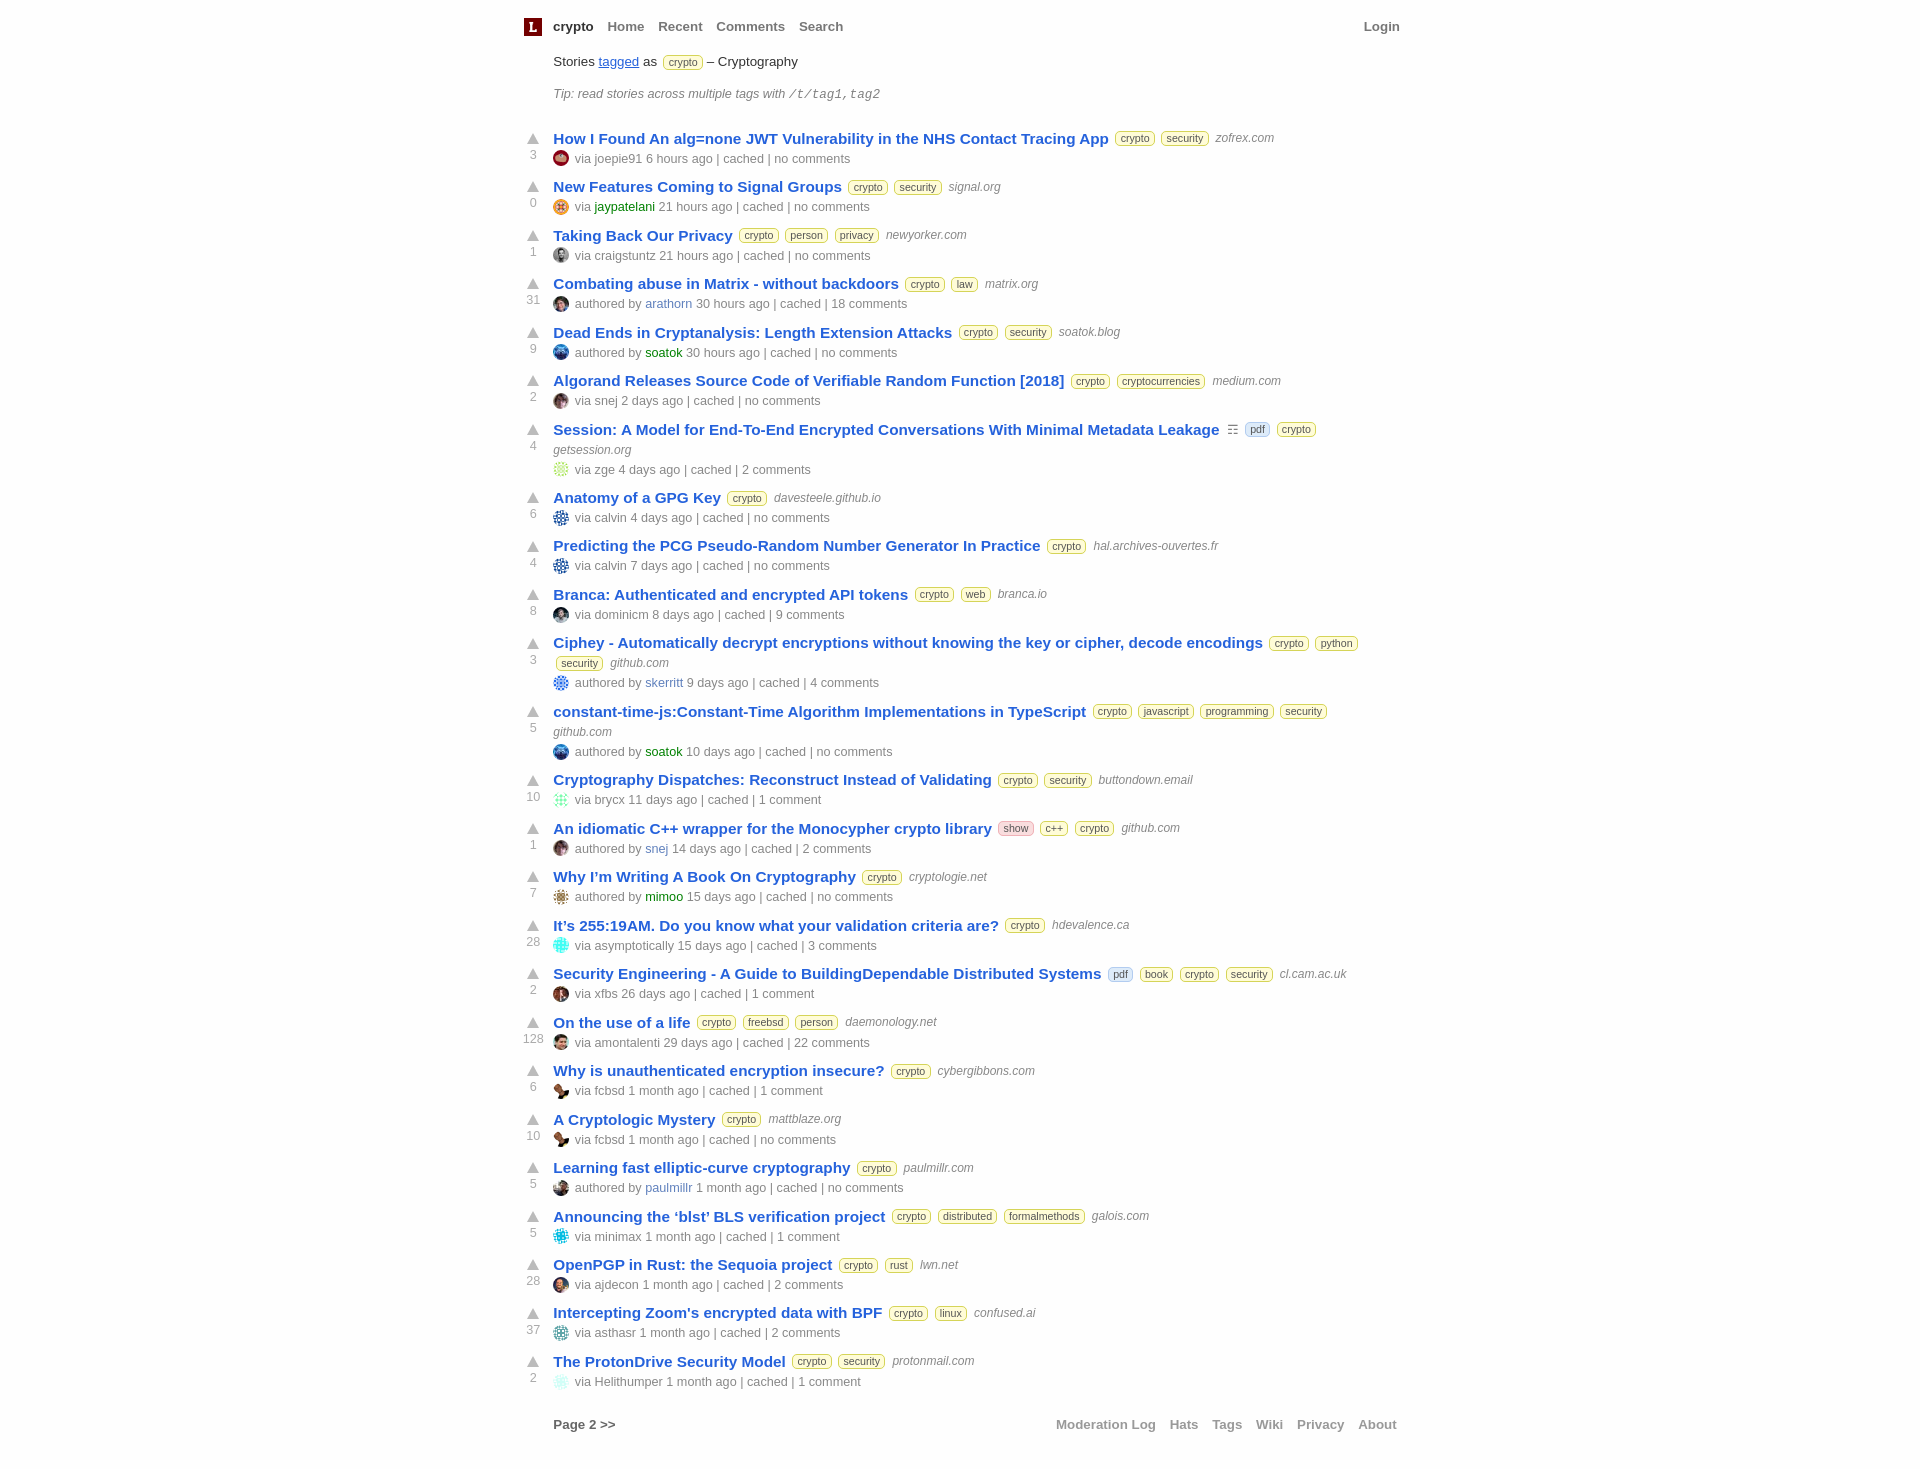 L crypto Home Recent Comments Search Login
Stories tagged as crypto – Cryptography
Tip: read stories across multiple tags with /t/tag1,tag2
How I Found An alg=none JWT Vulnerability in the NHS Contact Tracing App crypto security zofrex.com
3 via joepie91 6 hours ago | cached | no comments
New Features Coming to Signal Groups crypto security signal.org
0 via jaypatelani 21 hours ago | cached | no comments
Taking Back Our Privacy crypto person privacy newyorker.com
1 via craigstuntz 21 hours ago | cached | no comments
Combating abuse in Matrix - without backdoors crypto law matrix.org
31 authored by arathorn 30 hours ago | cached | 18 comments
Dead Ends in Cryptanalysis: Length Extension Attacks crypto security soatok.blog
9 authored by soatok 30 hours ago | cached | no comments
Algorand Releases Source Code of Verifiable Random Function [2018] crypto cryptocurrencies medium.com
2 via snej 2 days ago | cached | no comments
Session: A Model for End-To-End Encrypted Conversations With Minimal Metadata Leakage ☶ pdf crypto
4 getsession.org
via zge 4 days ago | cached | 2 comments
Anatomy of a GPG Key crypto davesteele.github.io
6 via calvin 4 days ago | cached | no comments
Predicting the PCG Pseudo-Random Number Generator In Practice crypto hal.archives-ouvertes.fr
4 via calvin 7 days ago | cached | no comments
Branca: Authenticated and encrypted API tokens crypto web branca.io
8 via dominicm 8 days ago | cached | 9 comments
Ciphey - Automatically decrypt encryptions without knowing the key or cipher, decode encodings crypto python
3 security github.com
authored by skerritt 9 days ago | cached | 4 comments
constant-time-js:Constant-Time Algorithm Implementations in TypeScript crypto javascript programming security
5 github.com
authored by soatok 10 days ago | cached | no comments
Cryptography Dispatches: Reconstruct Instead of Validating crypto security buttondown.email
10 via brycx 11 days ago | cached | 1 comment
An idiomatic C++ wrapper for the Monocypher crypto library show c++ crypto github.com
1 authored by snej 14 days ago | cached | 2 comments
Why I’m Writing A Book On Cryptography crypto cryptologie.net
7 authored by mimoo 15 days ago | cached | no comments
It’s 255:19AM. Do you know what your validation criteria are? crypto hdevalence.ca
28 via asymptotically 15 days ago | cached | 3 comments
Security Engineering - A Guide to BuildingDependable Distributed Systems pdf book crypto security cl.cam.ac.uk
2 via xfbs 26 days ago | cached | 1 comment
On the use of a life crypto freebsd person daemonology.net
128 via amontalenti 29 days ago | cached | 22 comments
Why is unauthenticated encryption insecure? crypto cybergibbons.com
6 via fcbsd 1 month ago | cached | 1 comment
A Cryptologic Mystery crypto mattblaze.org
10 via fcbsd 1 month ago | cached | no comments
Learning fast elliptic-curve cryptography crypto paulmillr.com
5 authored by paulmillr 1 month ago | cached | no comments
Announcing the ‘blst’ BLS verification project crypto distributed formalmethods galois.com
5 via minimax 1 month ago | cached | 1 comment
OpenPGP in Rust: the Sequoia project crypto rust lwn.net
28 via ajdecon 1 month ago | cached | 2 comments
Intercepting Zoom's encrypted data with BPF crypto linux confused.ai
37 via asthasr 1 month ago | cached | 2 comments
The ProtonDrive Security Model crypto security protonmail.com
2 via Helithumper 1 month ago | cached | 1 comment
Page 2 >> Moderation Log Hats Tags Wiki Privacy About